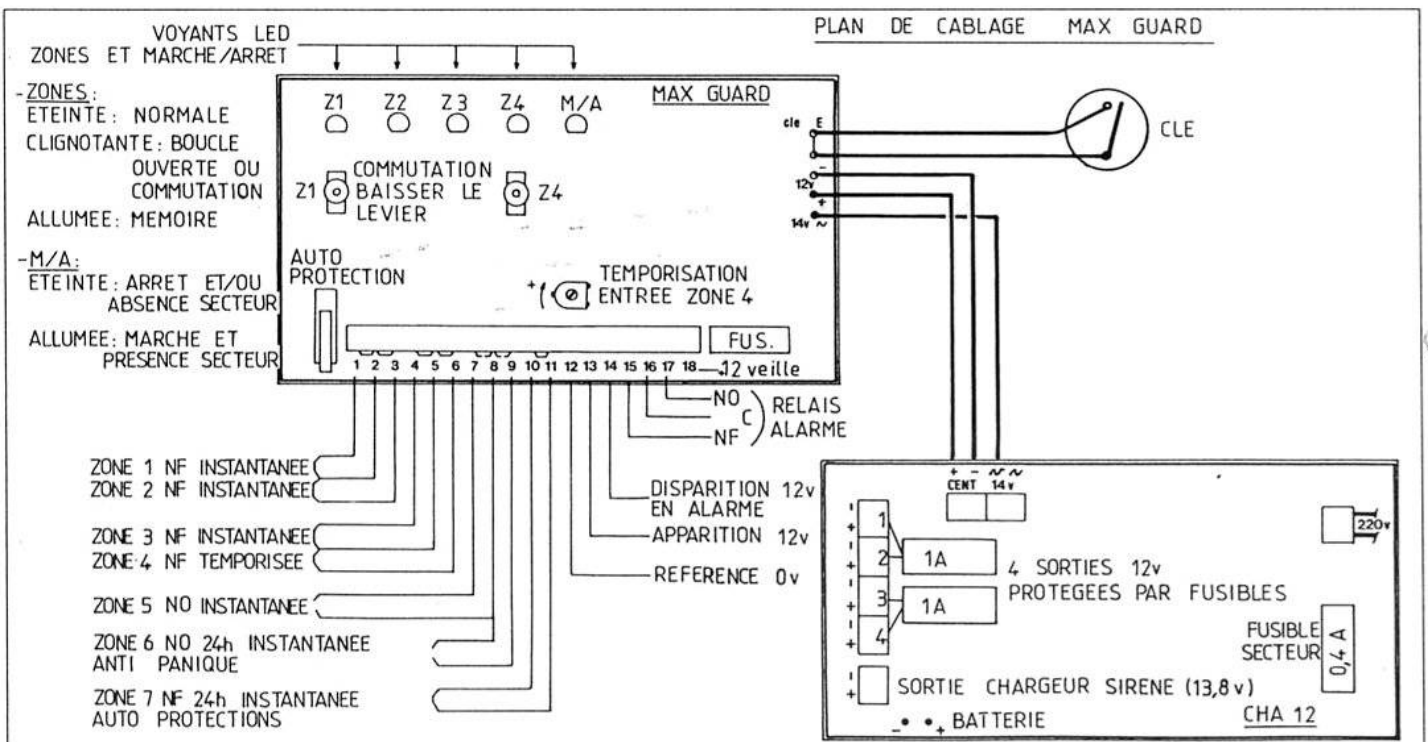 PLAN DE CABLAGE MAX GUARD
VOYANTS LED
ZONES ET MARCHE/ARRET
-ZONES:
ETEINTE: NORMALE
CLIGNOTANTE: BOUCLE
OUVERTE OU
COMMUTATION
ALLUMEE: MEMOIRE
-M/A:
ETEINTE: ARRET ET/OU
ABSENCE SECTEUR
ALLUMEE: MARCHE ET
PRESENCE SECTEUR
Z1 Z2 Z3 Z4 M/A
MAX GUARD
Z1
COMMUTATION
BAISSER LE
LEVIER
Z4
AUTO
PROTECTION
+
TEMPORISATION
ENTREE ZONE 4
FUS.
1 2 3 4 5 6 7 8 9 10 11 12 13 14 15 16 17 18 12 veille
cle E
-
12v
+
14v ~
CLE
NO
C
NF
RELAIS
ALARME
ZONE 1 NF INSTANTANEE
ZONE 2 NF INSTANTANEE
ZONE 3 NF INSTANTANEE
ZONE 4 NF TEMPORISEE
ZONE 5 NO INSTANTANEE
ZONE 6 NO 24h INSTANTANEE
ANTI PANIQUE
ZONE 7 NF 24h INSTANTANEE
AUTO PROTECTIONS
DISPARITION 12v
EN ALARME
APPARITION 12v
REFERENCE 0v
+ - ~ ~
CENT 14v
220v
- + 1
- + 2
- + 3
- + 4
1A
1A
4 SORTIES 12v
PROTEGEES PAR FUSIBLES
FUSIBLE
SECTEUR
0,4 A
- +
SORTIE CHARGEUR SIRENE (13,8v)
- + BATTERIE
CHA 12